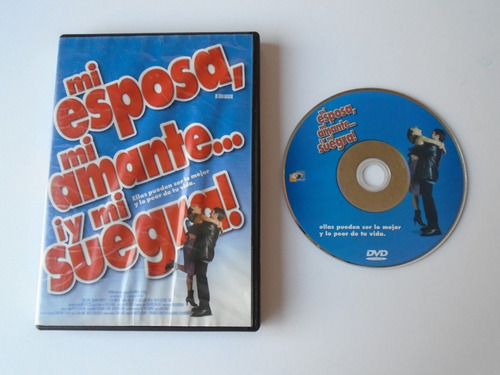 mi
esposa,
mi
amante...
¡y mi
suegra!
Ellas pueden ser lo mejor
y lo peor de tu vida.
mi
esposa,
mi
amante...
¡y mi
suegra!
ellas pueden ser lo mejor
y lo peor de tu vida.
DVD